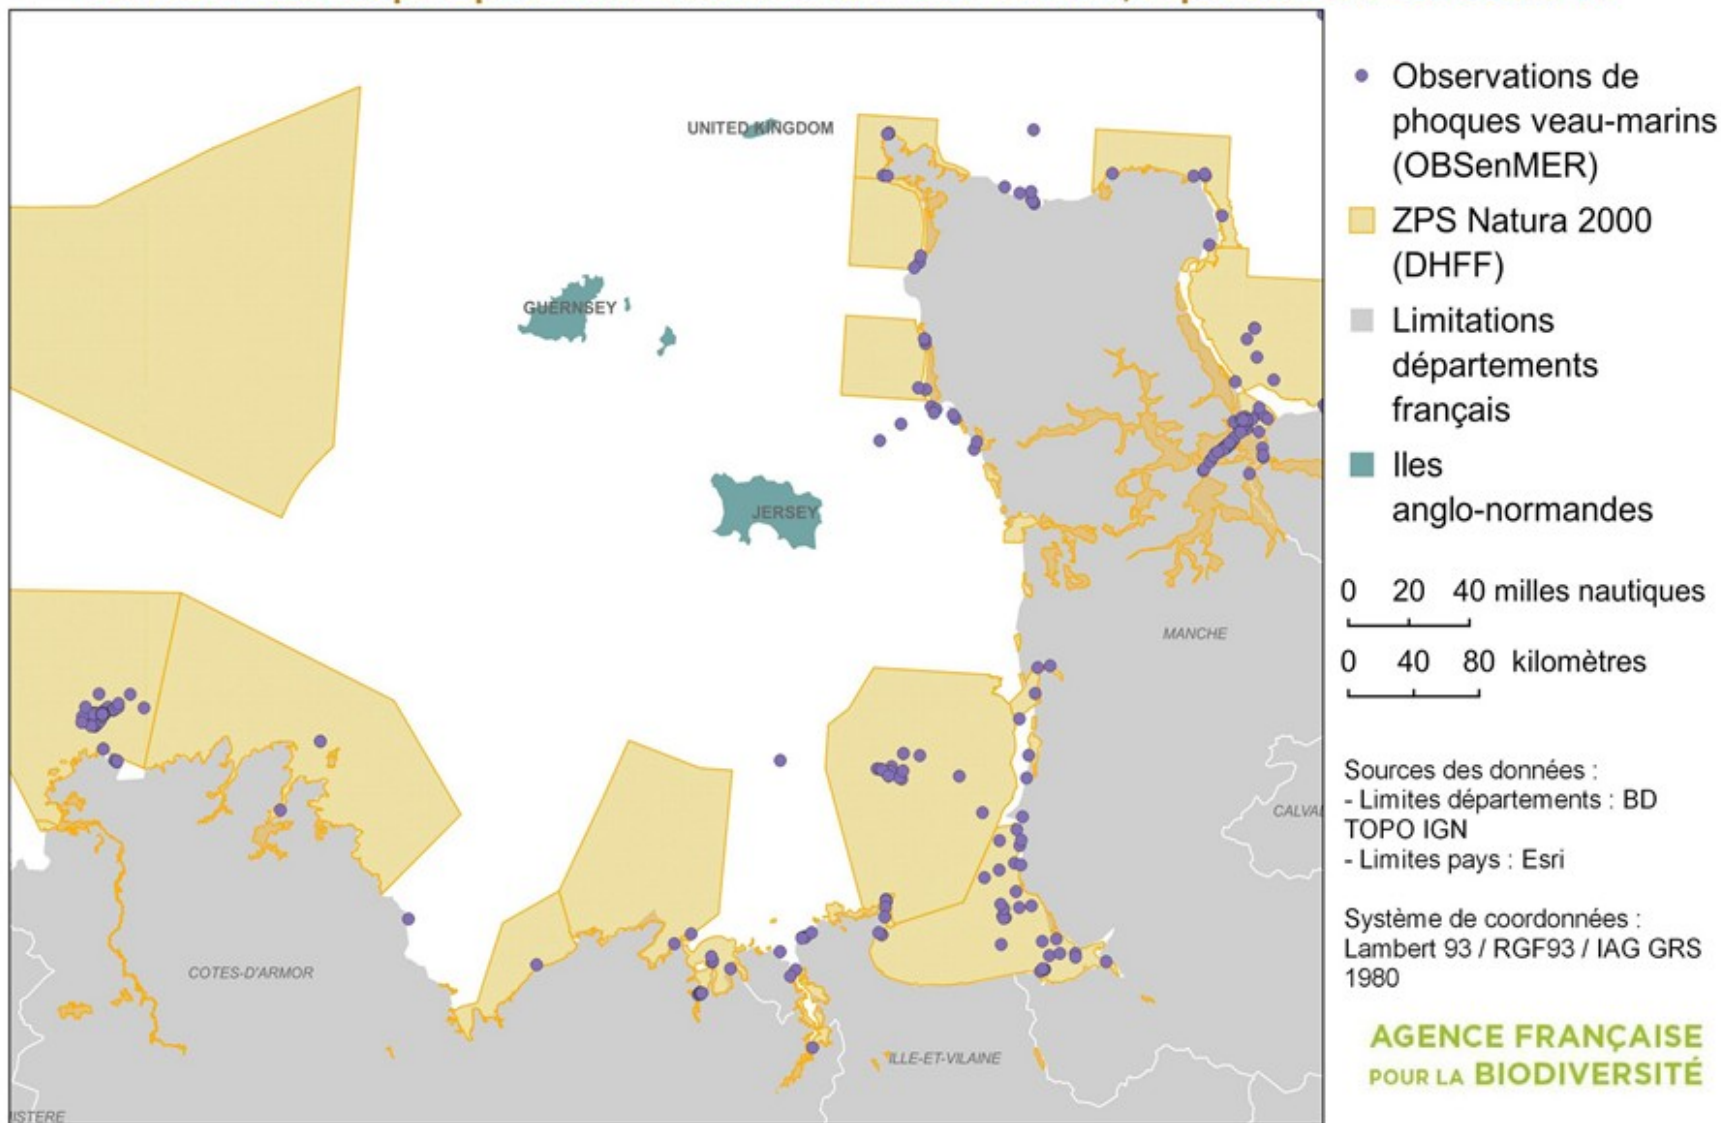 Observations de
phoques veau-marins
(OBSenMER)
ZPS Natura 2000
(DHFF)
Limitations
départements
français
Iles
anglo-normandes
0 20 40 milles nautiques
0 40 80 kilomètres
Sources des données :
- Limites départements : BD
TOPO IGN
- Limites pays : Esri
Système de coordonnées :
Lambert 93 / RGF93 / IAG GRS
1980
AGENCE FRANÇAISE
POUR LA BIODIVERSITÉ
UNITED KINGDOM
GUERNSEY
JERSEY
MANCHE
CALVA
COTES-D'ARMOR
ILLE-ET-VILAINE
ISTERE